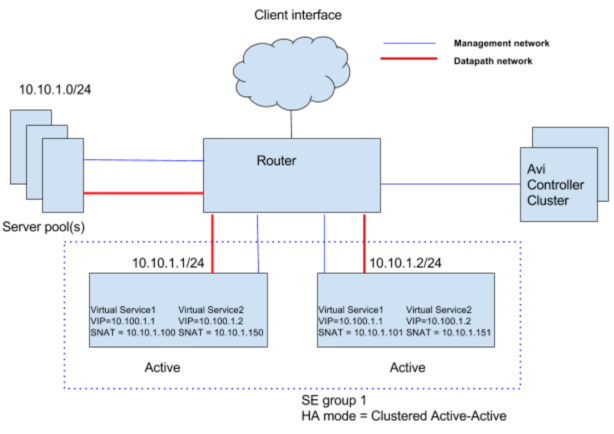 Client interface
Management network
Datapath network
10.10.1.0/24
Router
Avi
Controller
Cluster
Server pool(s)
10.10.1.1/24
10.10.1.2/24
Virtual Service1 Virtual Service2
VIP=10.100.1.1 VIP=10.100.1.2
SNAT = 10.10.1.100 SNAT = 10.10.1.150
Virtual Service1 Virtual Service2
VIP=10.100.1.1 VIP=10.100.1.2
SNAT = 10.10.1.101 SNAT = 10.10.1.151
Active
Active
SE group 1
HA mode = Clustered Active-Active